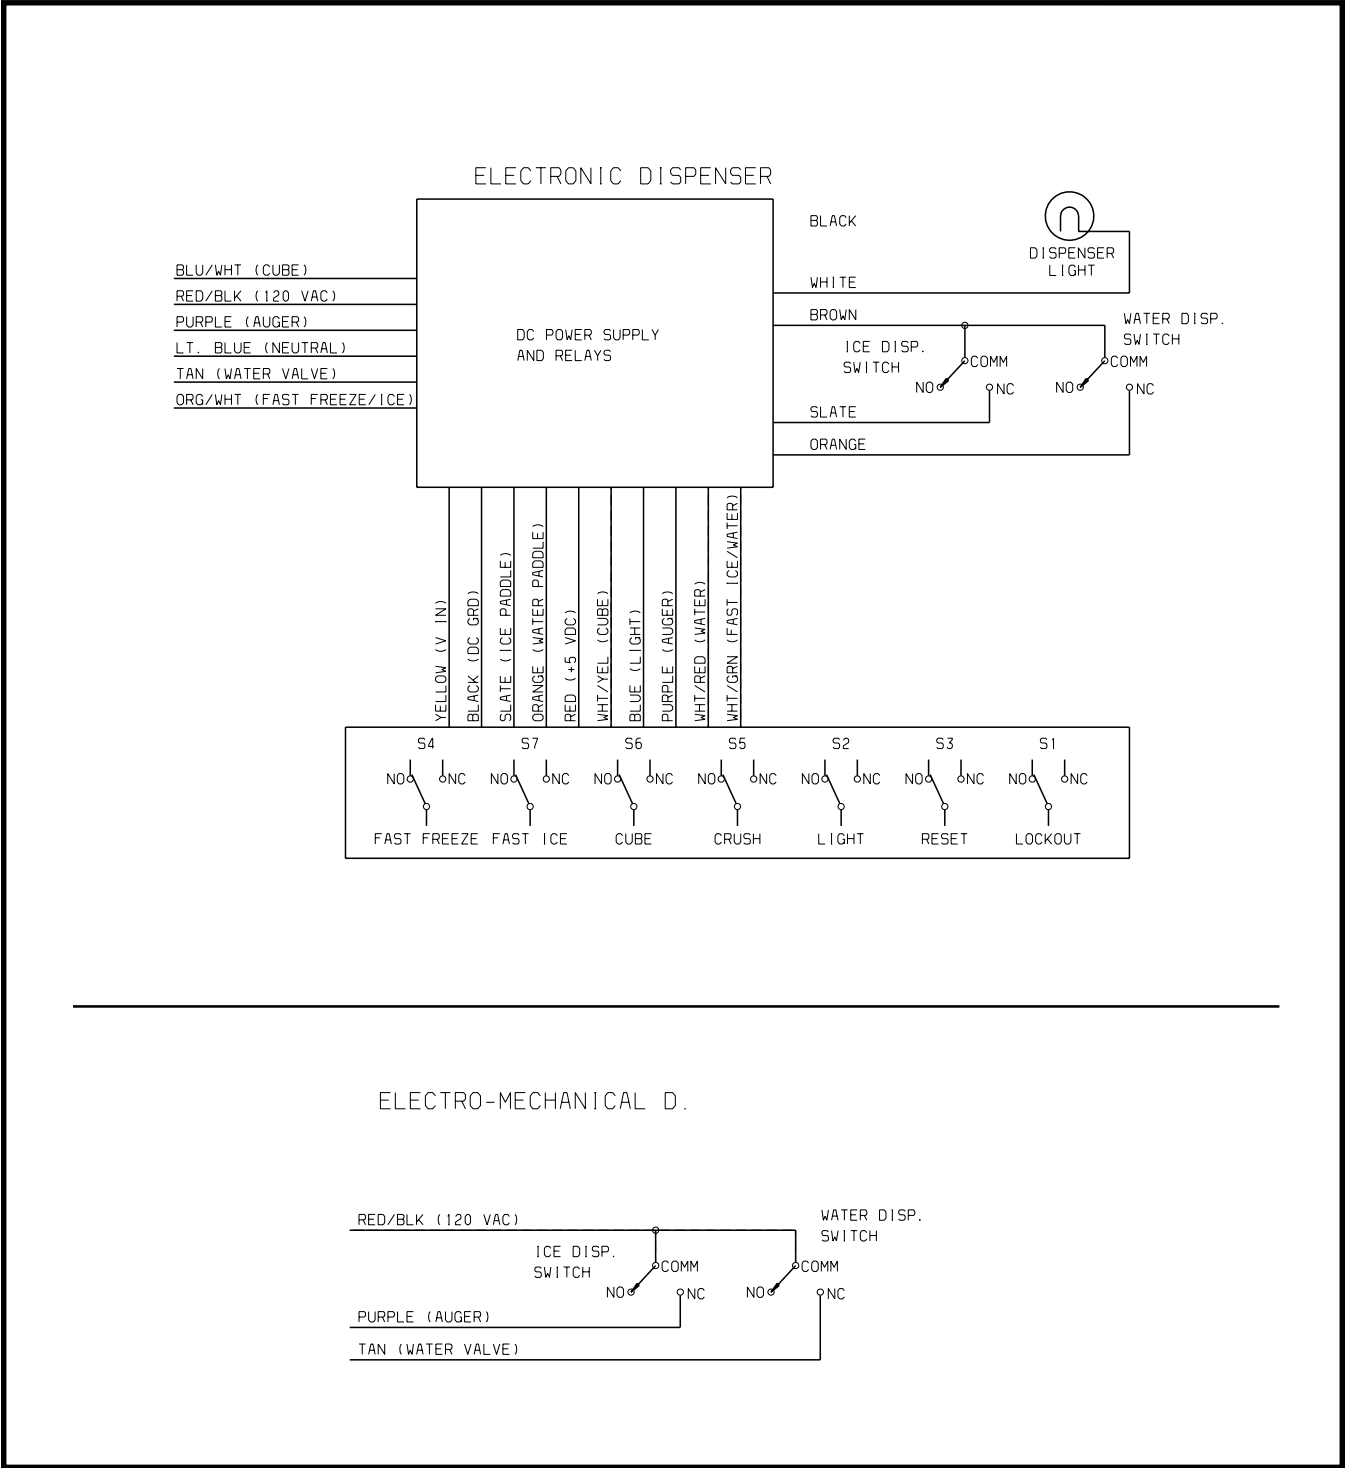 ELECTRONIC DISPENSER
BLACK
DISPENSER
LIGHT
BLU/WHT (CUBE)
RED/BLK (120 VAC)
PURPLE (AUGER)
LT. BLUE (NEUTRAL)
TAN (WATER VALVE)
ORG/WHT (FAST FREEZE/ICE)
DC POWER SUPPLY
AND RELAYS
WHITE
BROWN
ICE DISP.
SWITCH
WATER DISP.
SWITCH
COMM
COMM
NO
NC
NO
NC
SLATE
ORANGE
YELLOW (V IN)
BLACK (DC GRD)
SLATE (ICE PADDLE)
ORANGE (WATER PADDLE)
RED (+5 VDC)
WHT/YEL (CUBE)
BLUE (LIGHT)
PURPLE (AUGER)
WHT/RED (WATER)
WHT/GRN (FAST ICE/WATER)
S4 S7 S6 S5 S2 S3 S1
NO NC NO NC NO NC NO NC NO NC NO NC NO NC
FAST FREEZE FAST ICE CUBE CRUSH LIGHT RESET LOCKOUT
ELECTRO-MECHANICAL D.
RED/BLK (120 VAC)
ICE DISP.
SWITCH
WATER DISP.
SWITCH
COMM
COMM
NO
NC
NO
NC
PURPLE (AUGER)
TAN (WATER VALVE)